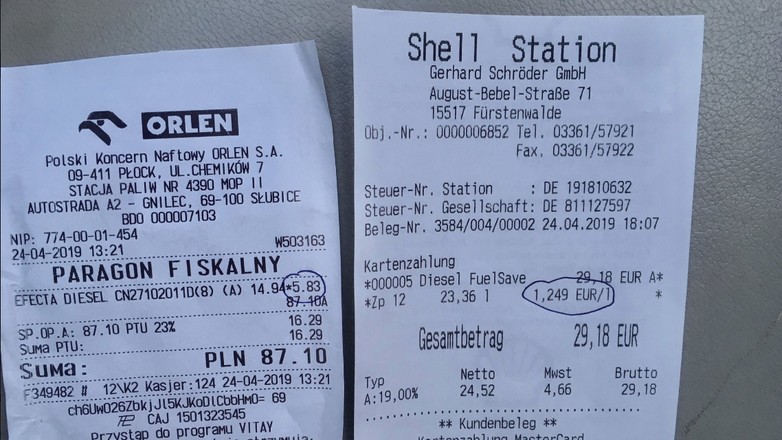 ORLEN
Polski Koncern Naftowy ORLEN S.A.
09-411 PŁOCK, UL.CHEMIKÓW 7
STACJA PALIW NR 4390 MOP II
AUTOSTRADA A2 - GNILEC, 69-100 SŁUBICE
BDO 000007103
NIP: 774-00-01-454
24-04-2019 13:21 W503163
PARAGON FISKALNY
EFECTA DIESEL CN27102011D(8) (A) 14.94*5.83
87.10A
SP.OP.A: 87.10 PTU 23% 16.29
Suma PTU: 16.29
Suma: PLN 87.10
F349482 # 12\K2 Kasjer:124 24-04-2019 13:21
CAJ 1501323545
Przystąp do programu VITAY
Shell Station
Gerhard Schröder GmbH
August-Bebel-Straße 71
15517 Fürstenwalde
Obj.-Nr.: 0000006852 Tel. 03361/57921
Fax. 03361/57922
Steuer-Nr. Station : DE 191810632
Steuer-Nr. Gesellschaft: DE 811127597
Beleg-Nr. 3584/004/00002 24.04.2019 18:07
Kartenzahlung
*000005 Diesel FuelSave 29,18 EUR A*
*Zp 12 23,36 l 1,249 EUR/l *
Gesamtbetrag 29,18 EUR
Typ Netto Mwst Brutto
A:19,00% 24,52 4,66 29,18
** Kundenbeleg **
Kartenzahlung MasterCard